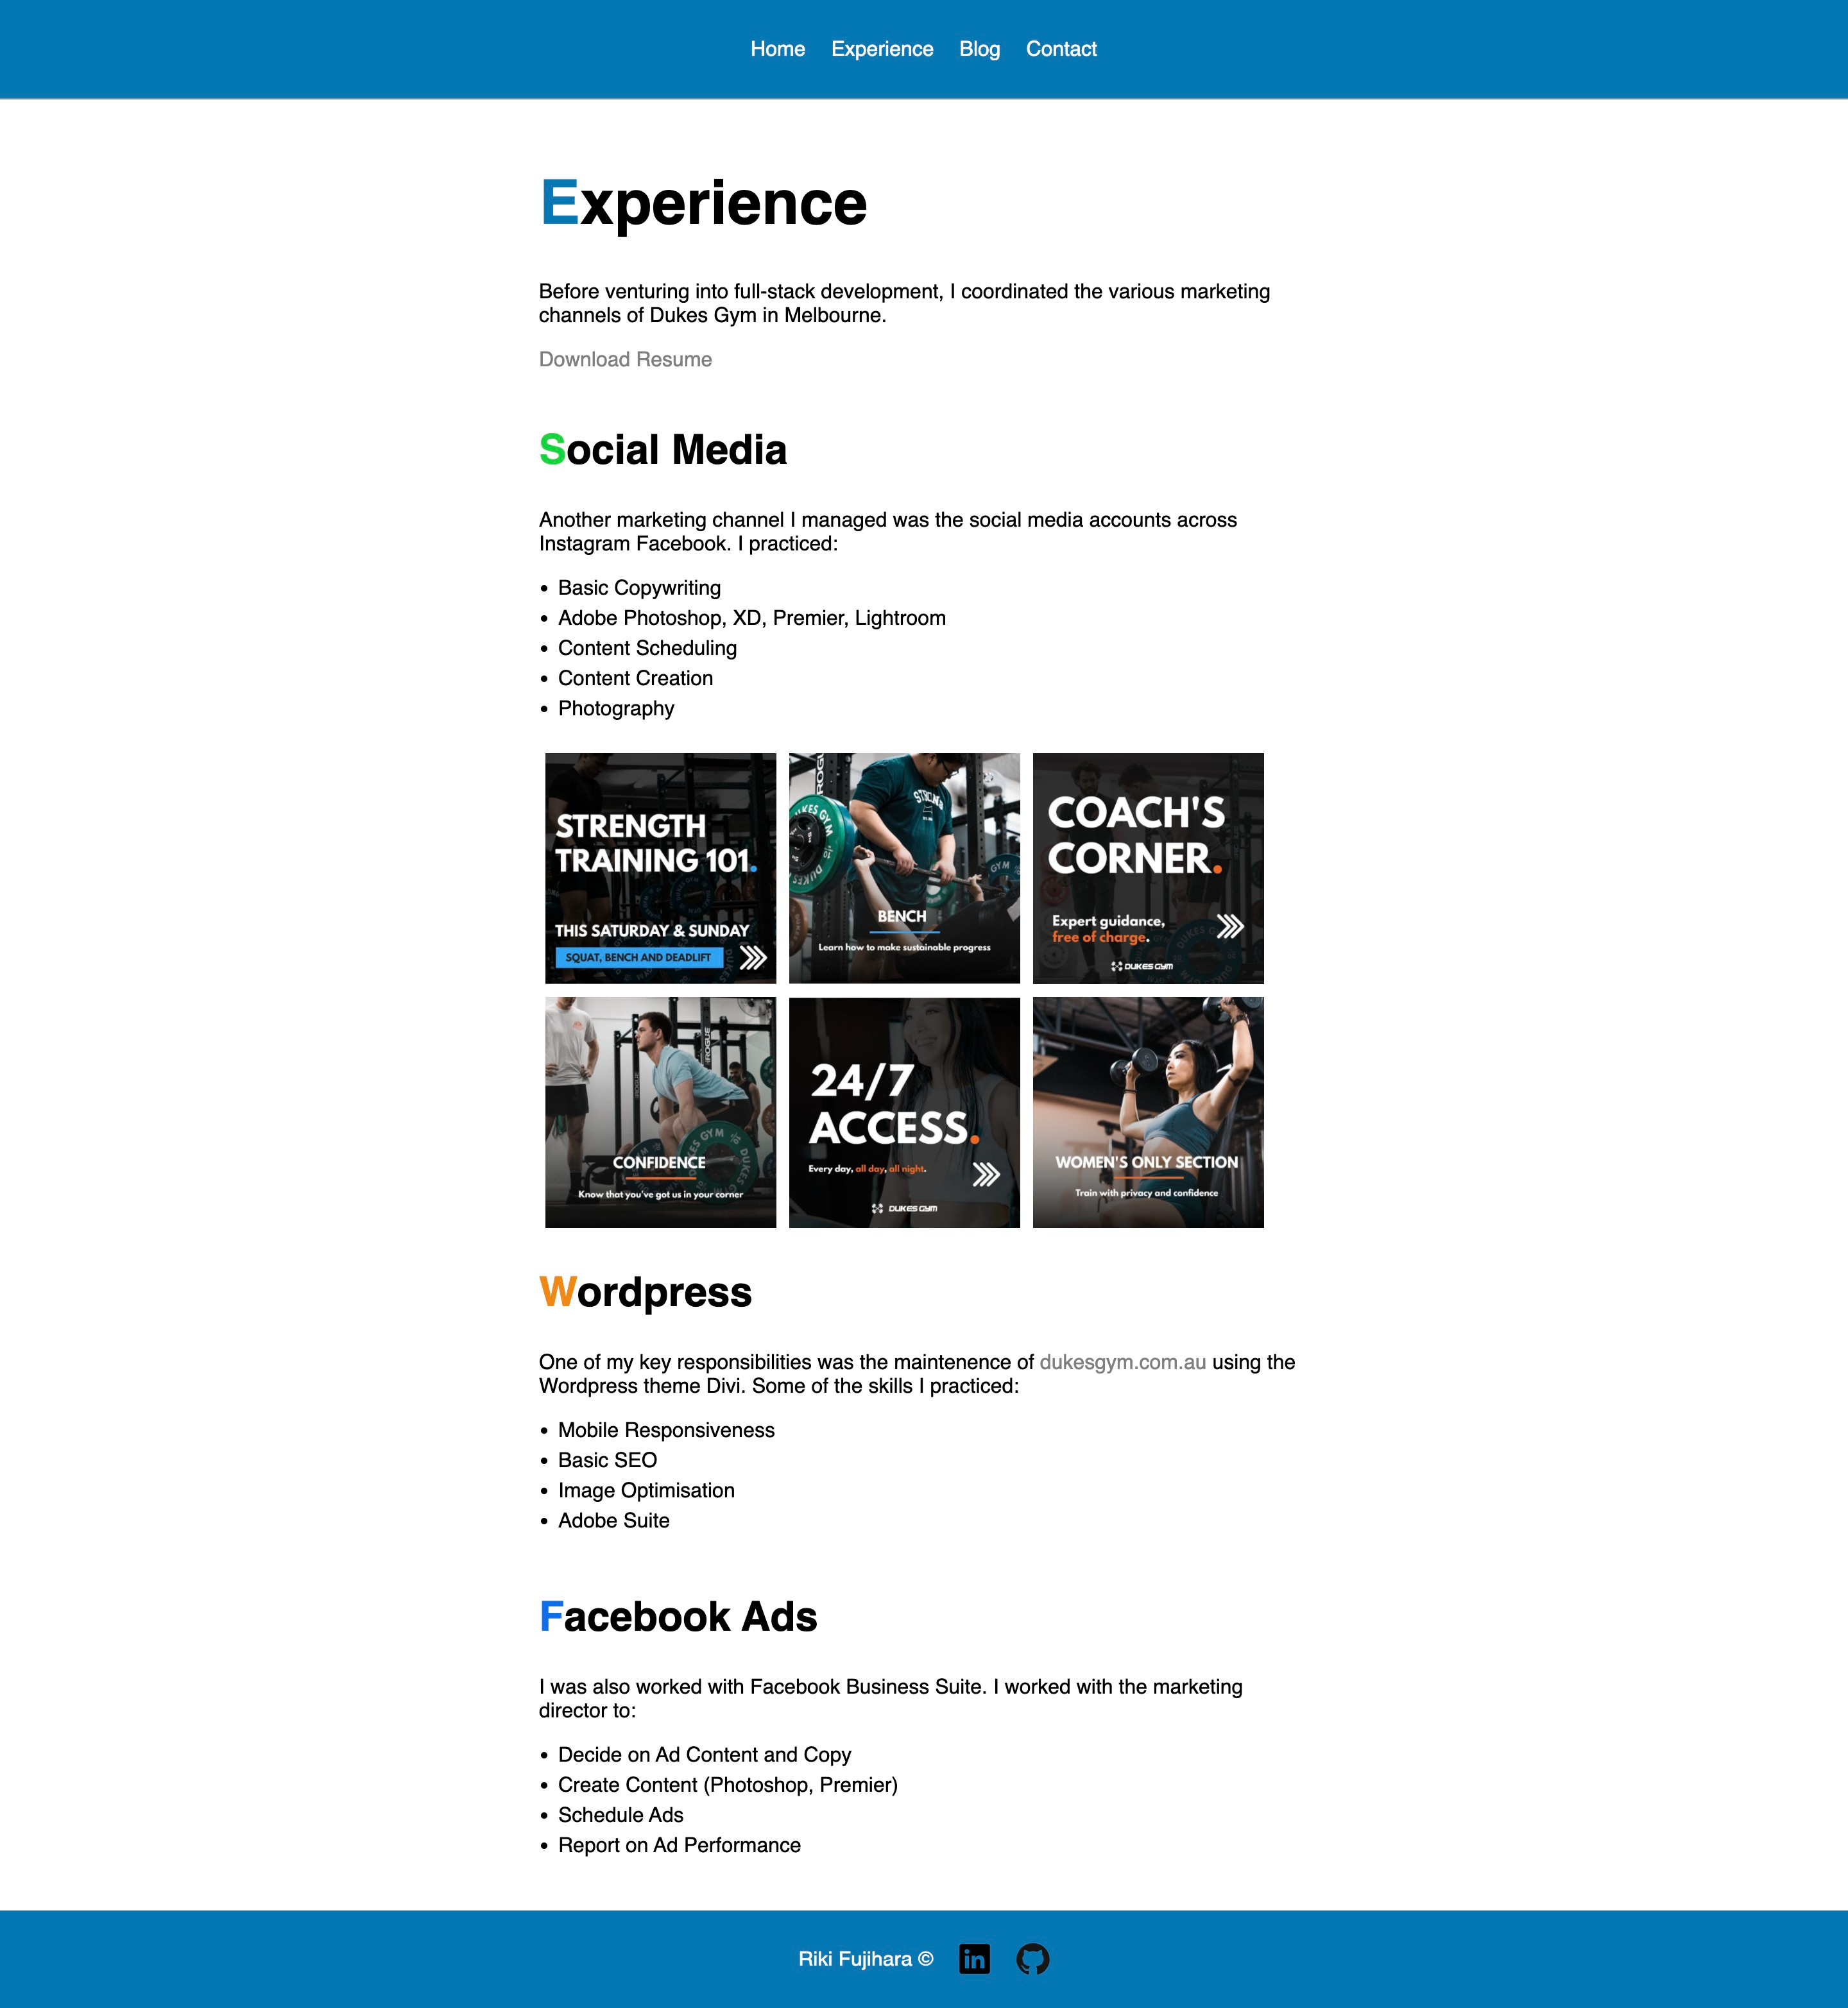 Home Experience Blog Contact
Experience
Before venturing into full-stack development, I coordinated the various marketing
channels of Dukes Gym in Melbourne.
Download Resume
Social Media
Another marketing channel I managed was the social media accounts across
Instagram Facebook. I practiced:
• Basic Copywriting
• Adobe Photoshop, XD, Premier, Lightroom
• Content Scheduling
• Content Creation
• Photography
STRENGTH
TRAINING 101.
THIS SATURDAY & SUNDAY
SQUAT, BENCH AND DEADLIFT
DUKES GYM
GYM
BENCH
Learn how to make sustainable progress
COACH'S
CORNER.
Expert guidance,
free of charge.
DUKES GYM
ROGUE
ROGUE
DUKES GYM
CONFIDENCE
Know that you've got us in your corner
24/7
ACCESS.
Every day, all day, all night.
DUKES GYM
WOMEN'S ONLY SECTION
Train with privacy and confidence
Wordpress
One of my key responsibilities was the maintenence of dukesgym.com.au using the
Wordpress theme Divi. Some of the skills I practiced:
• Mobile Responsiveness
• Basic SEO
• Image Optimisation
• Adobe Suite
Facebook Ads
I was also worked with Facebook Business Suite. I worked with the marketing
director to:
• Decide on Ad Content and Copy
• Create Content (Photoshop, Premier)
• Schedule Ads
• Report on Ad Performance
Riki Fujihara © in